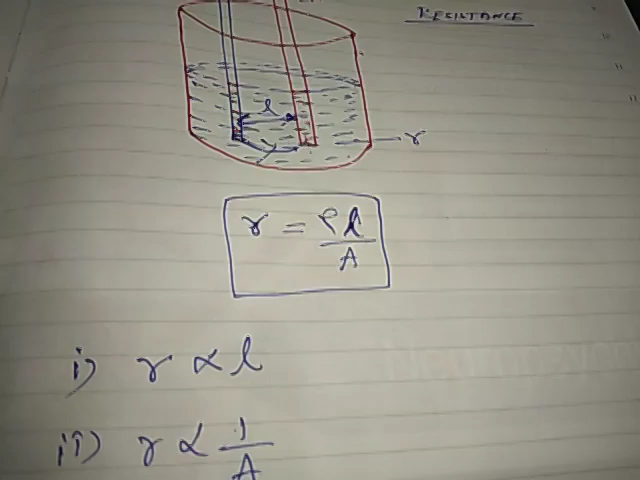 RESISTANCE
l
r
r = ρl/A
i) r ∝ l
ii) r ∝ 1/A